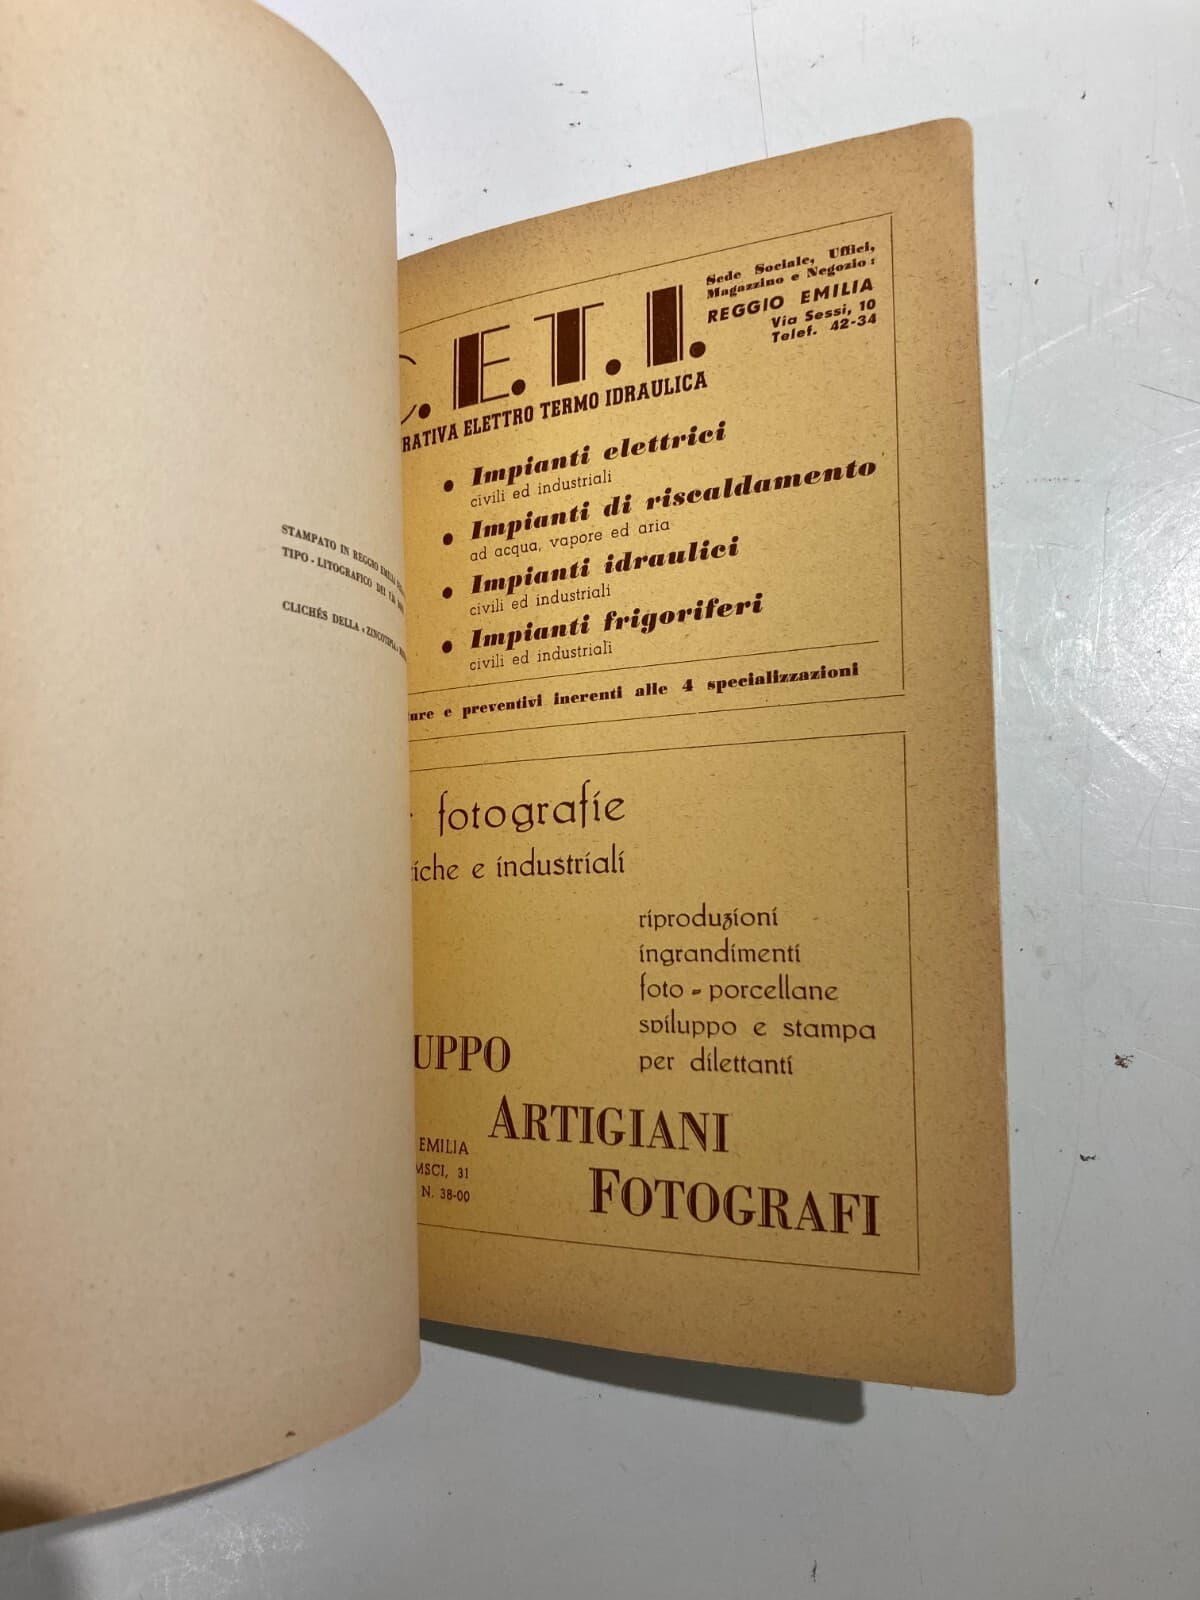 STAMPATO IN REGGIO EMILIA
TIPO - LITOGRAFICO DEI
CLICHÉS DELLA « ZINCOTIPIA »
C. E. T. I.
RATIVA ELETTRO TERMO IDRAULICA
Sede Sociale, Uffici,
Magazzino e Negozio :
REGGIO EMILIA
Via Sessi, 10
Telef. 42-34
• Impianti elettrici
civili ed industriali
• Impianti di riscaldamento
ad acqua, vapore ed aria
• Impianti idraulici
civili ed industriali
• Impianti frigoriferi
civili ed industriali
ture e preventivi inerenti alle 4 specializzazioni
fotografie
tiche e industriali
riproduzioni
ingrandimenti
foto - porcellane
sviluppo e stampa
per dilettanti
UPPO
ARTIGIANI
FOTOGRAFI
EMILIA
MSCI, 31
N. 38-00